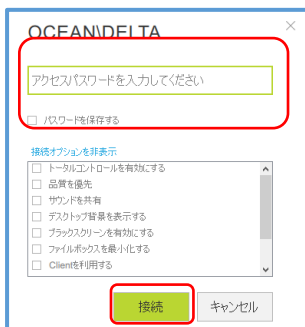 OCEAN\DELTA
アクセスパスワードを入力してください
パスワードを保存する
接続オプションを非表示
トータルコントロールを有効にする
品質を優先
サウンドを共有
デスクトップ背景を表示する
ブラックスクリーンを有効にする
ファイルボックスを最小化する
Clientを利用する
接続 キャンセル